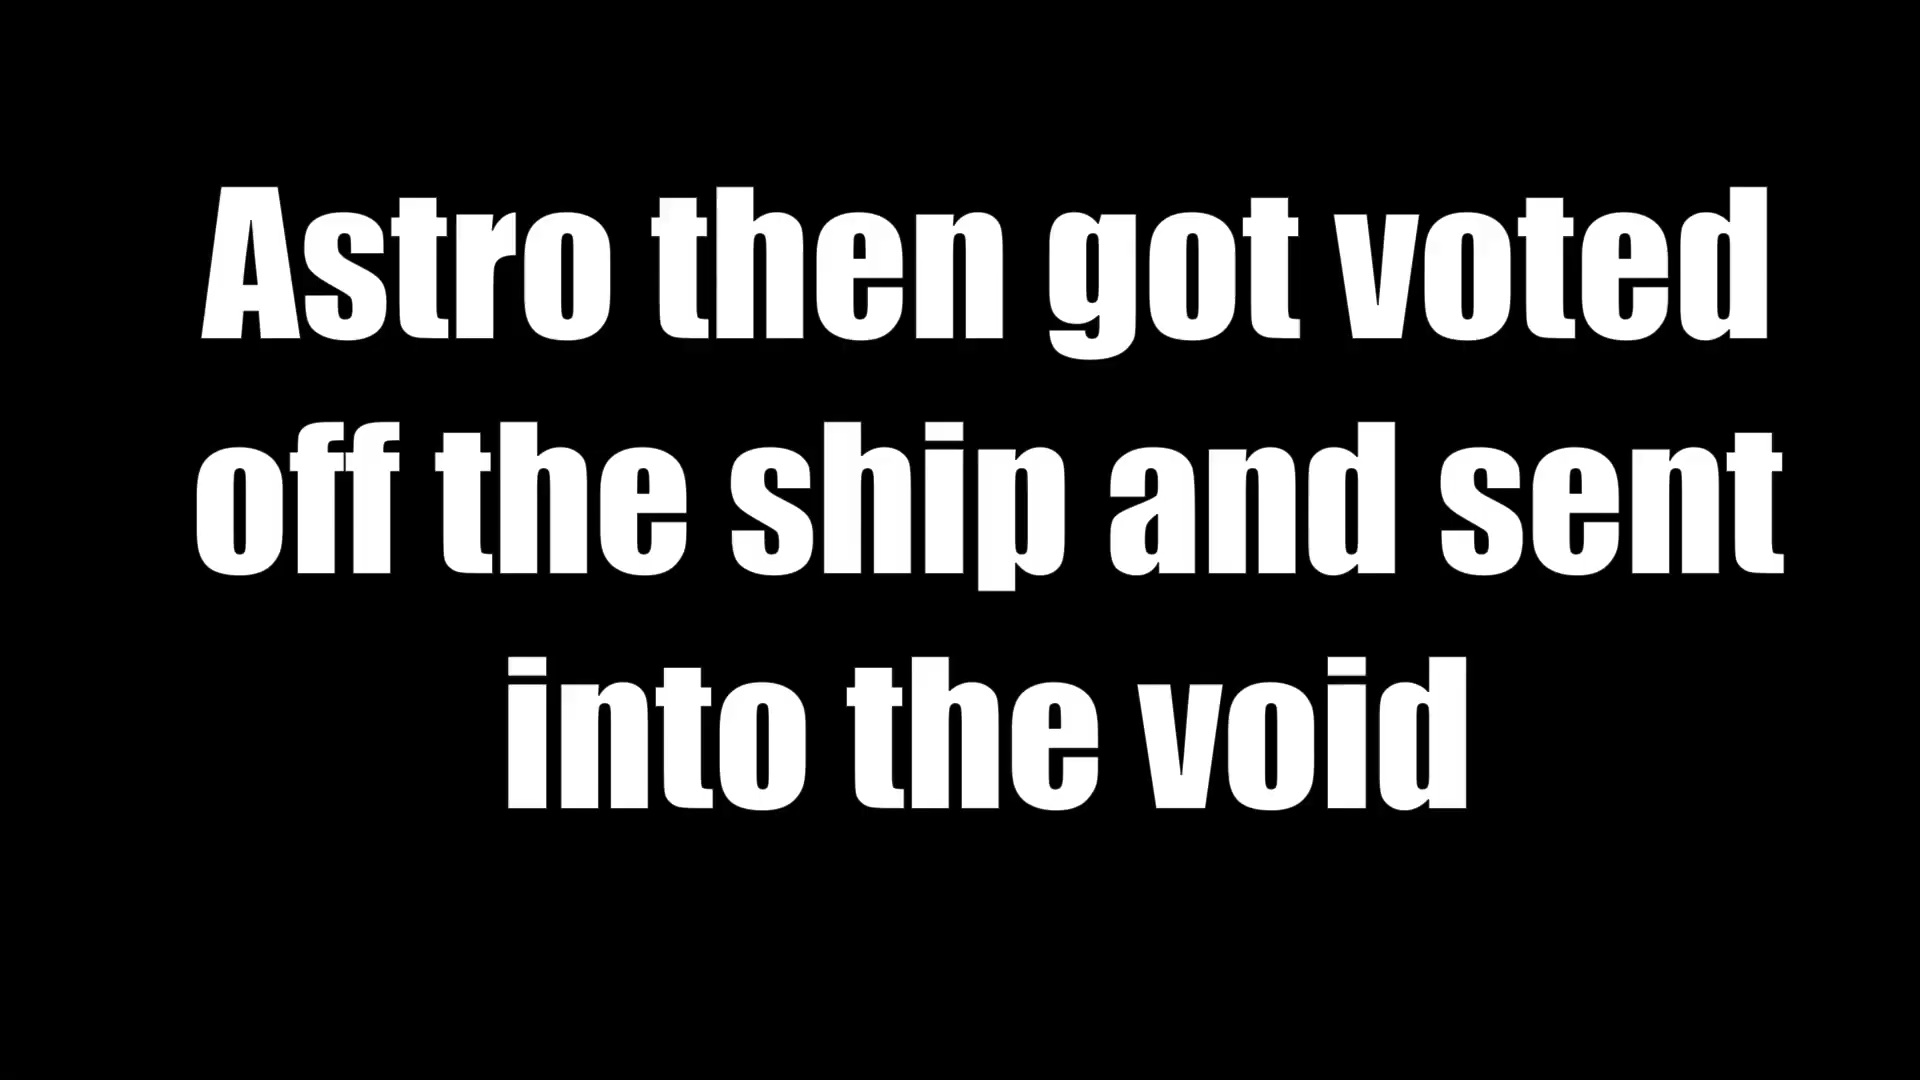 Astro then got voted
off the ship and sent
into the void